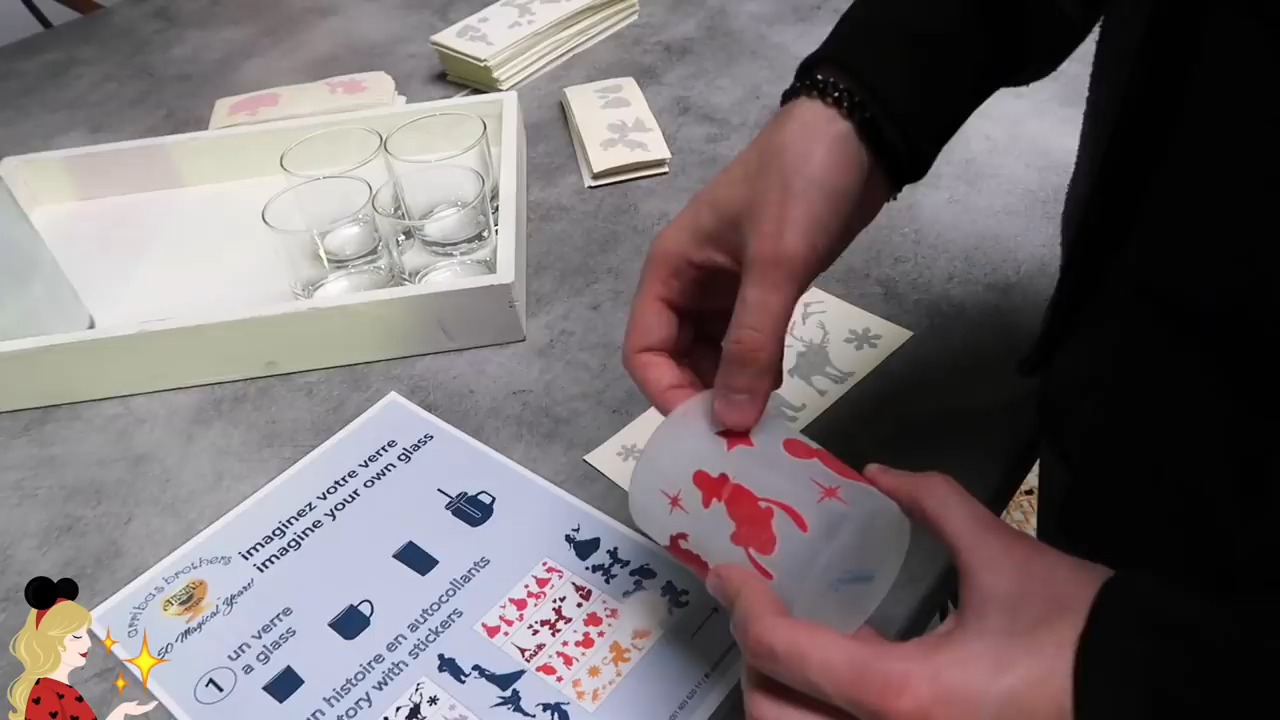 imaginez votre verre
imagine your own glass
arribas brothers
50 Magical Years!
1
un verre
a glass
un histoire en autocollants
story with stickers